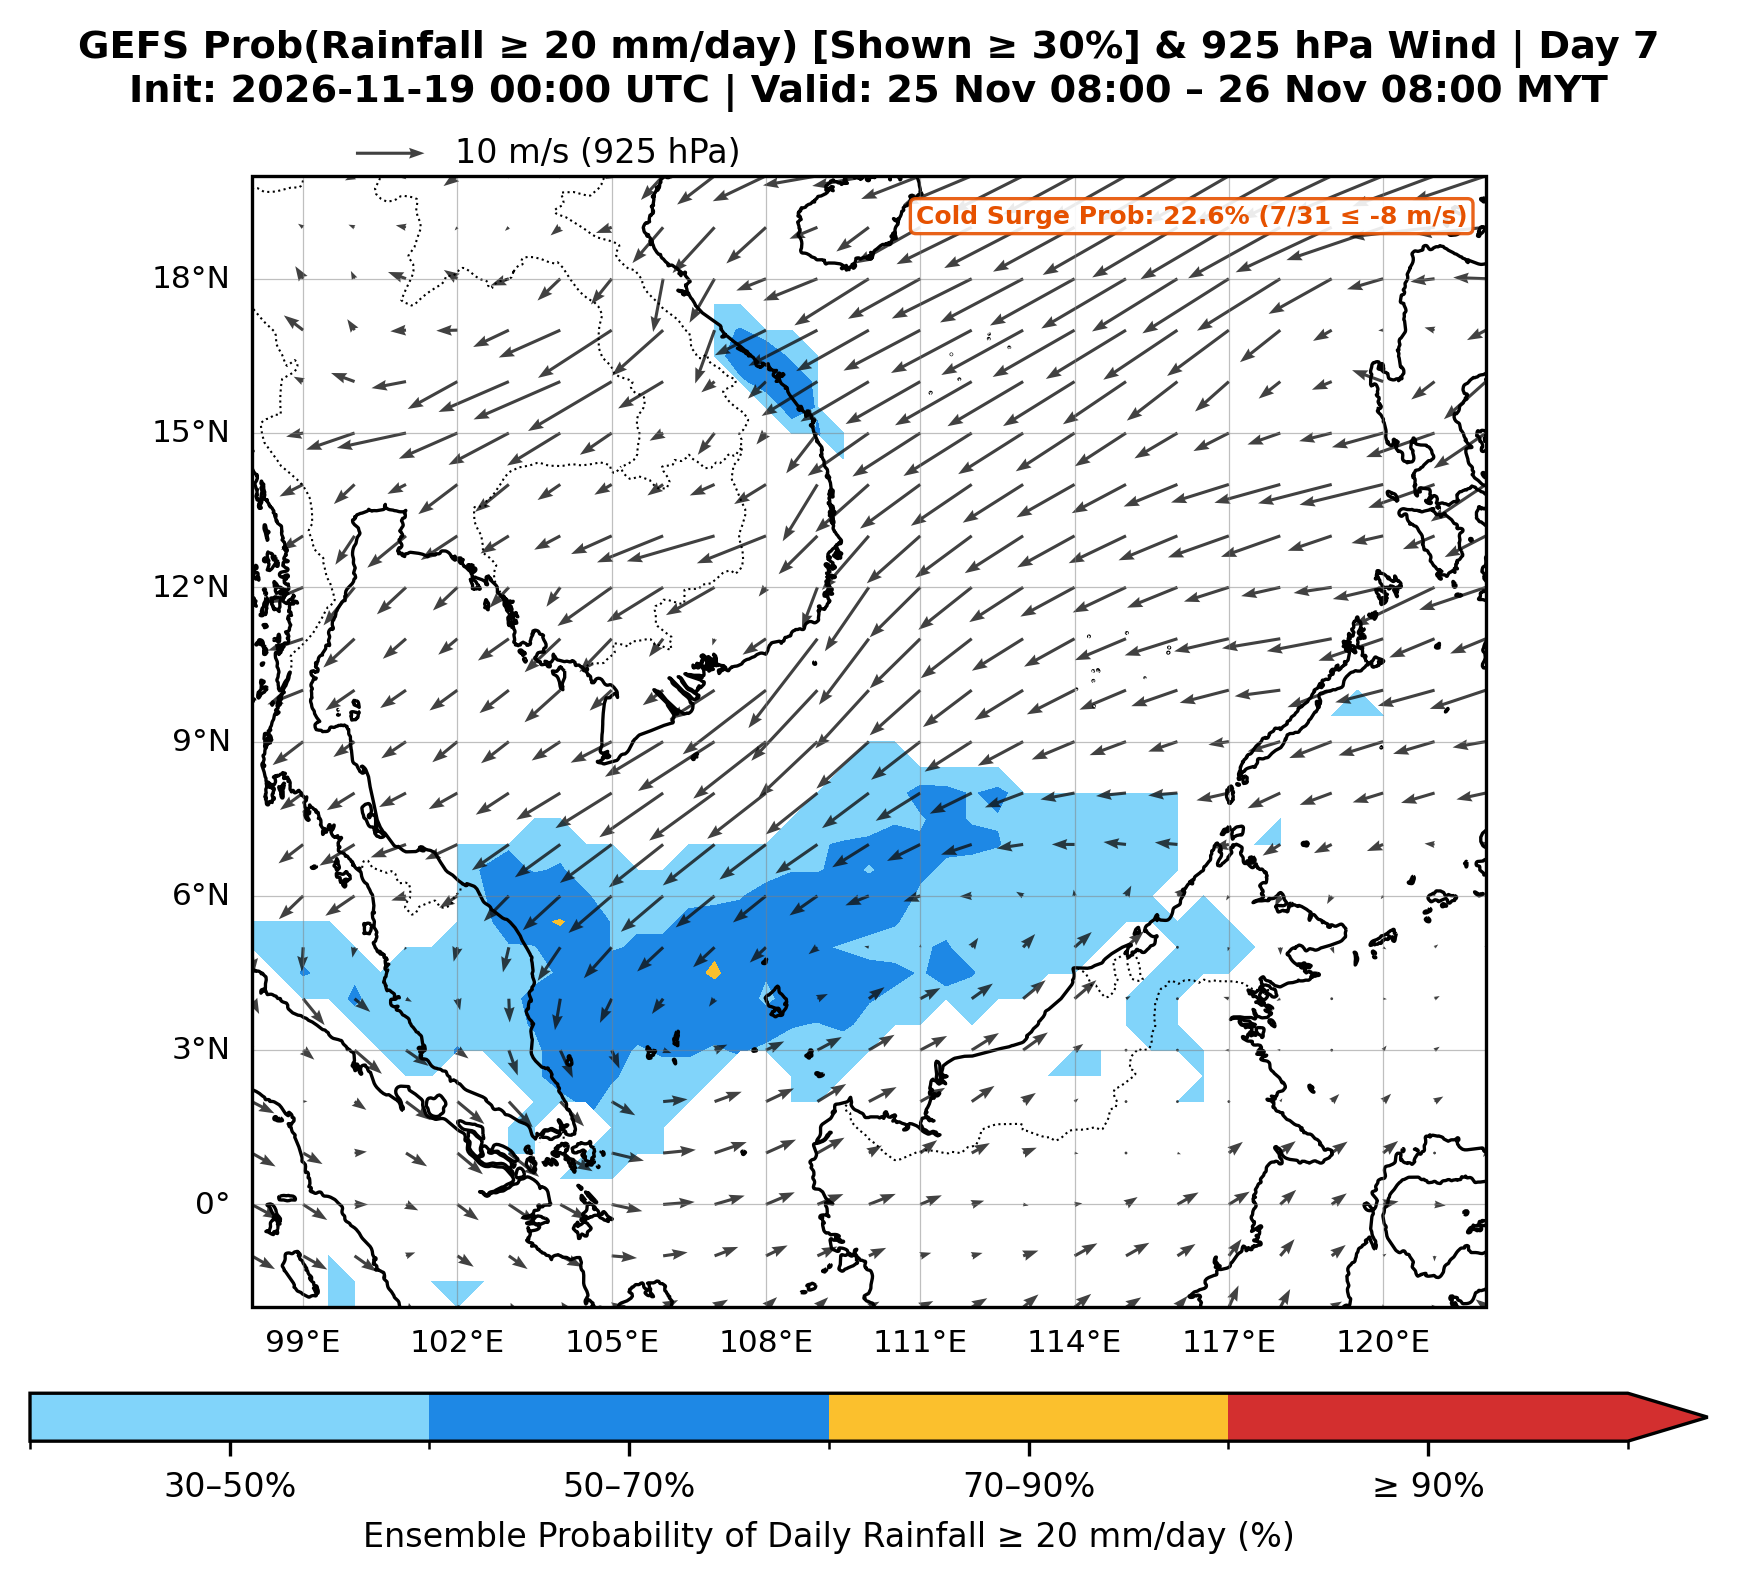 GEFS Prob(Rainfall ≥ 20 mm/day) [Shown ≥ 30%] & 925 hPa Wind | Day 7
Init: 2026-11-19 00:00 UTC | Valid: 25 Nov 08:00 – 26 Nov 08:00 MYT
10 m/s (925 hPa)
Cold Surge Prob: 22.6% (7/31 ≤ -8 m/s)
18°N
15°N
12°N
9°N
6°N
3°N
0°
99°E 102°E 105°E 108°E 111°E 114°E 117°E 120°E
30–50% 50–70% 70–90% ≥ 90%
Ensemble Probability of Daily Rainfall ≥ 20 mm/day (%)